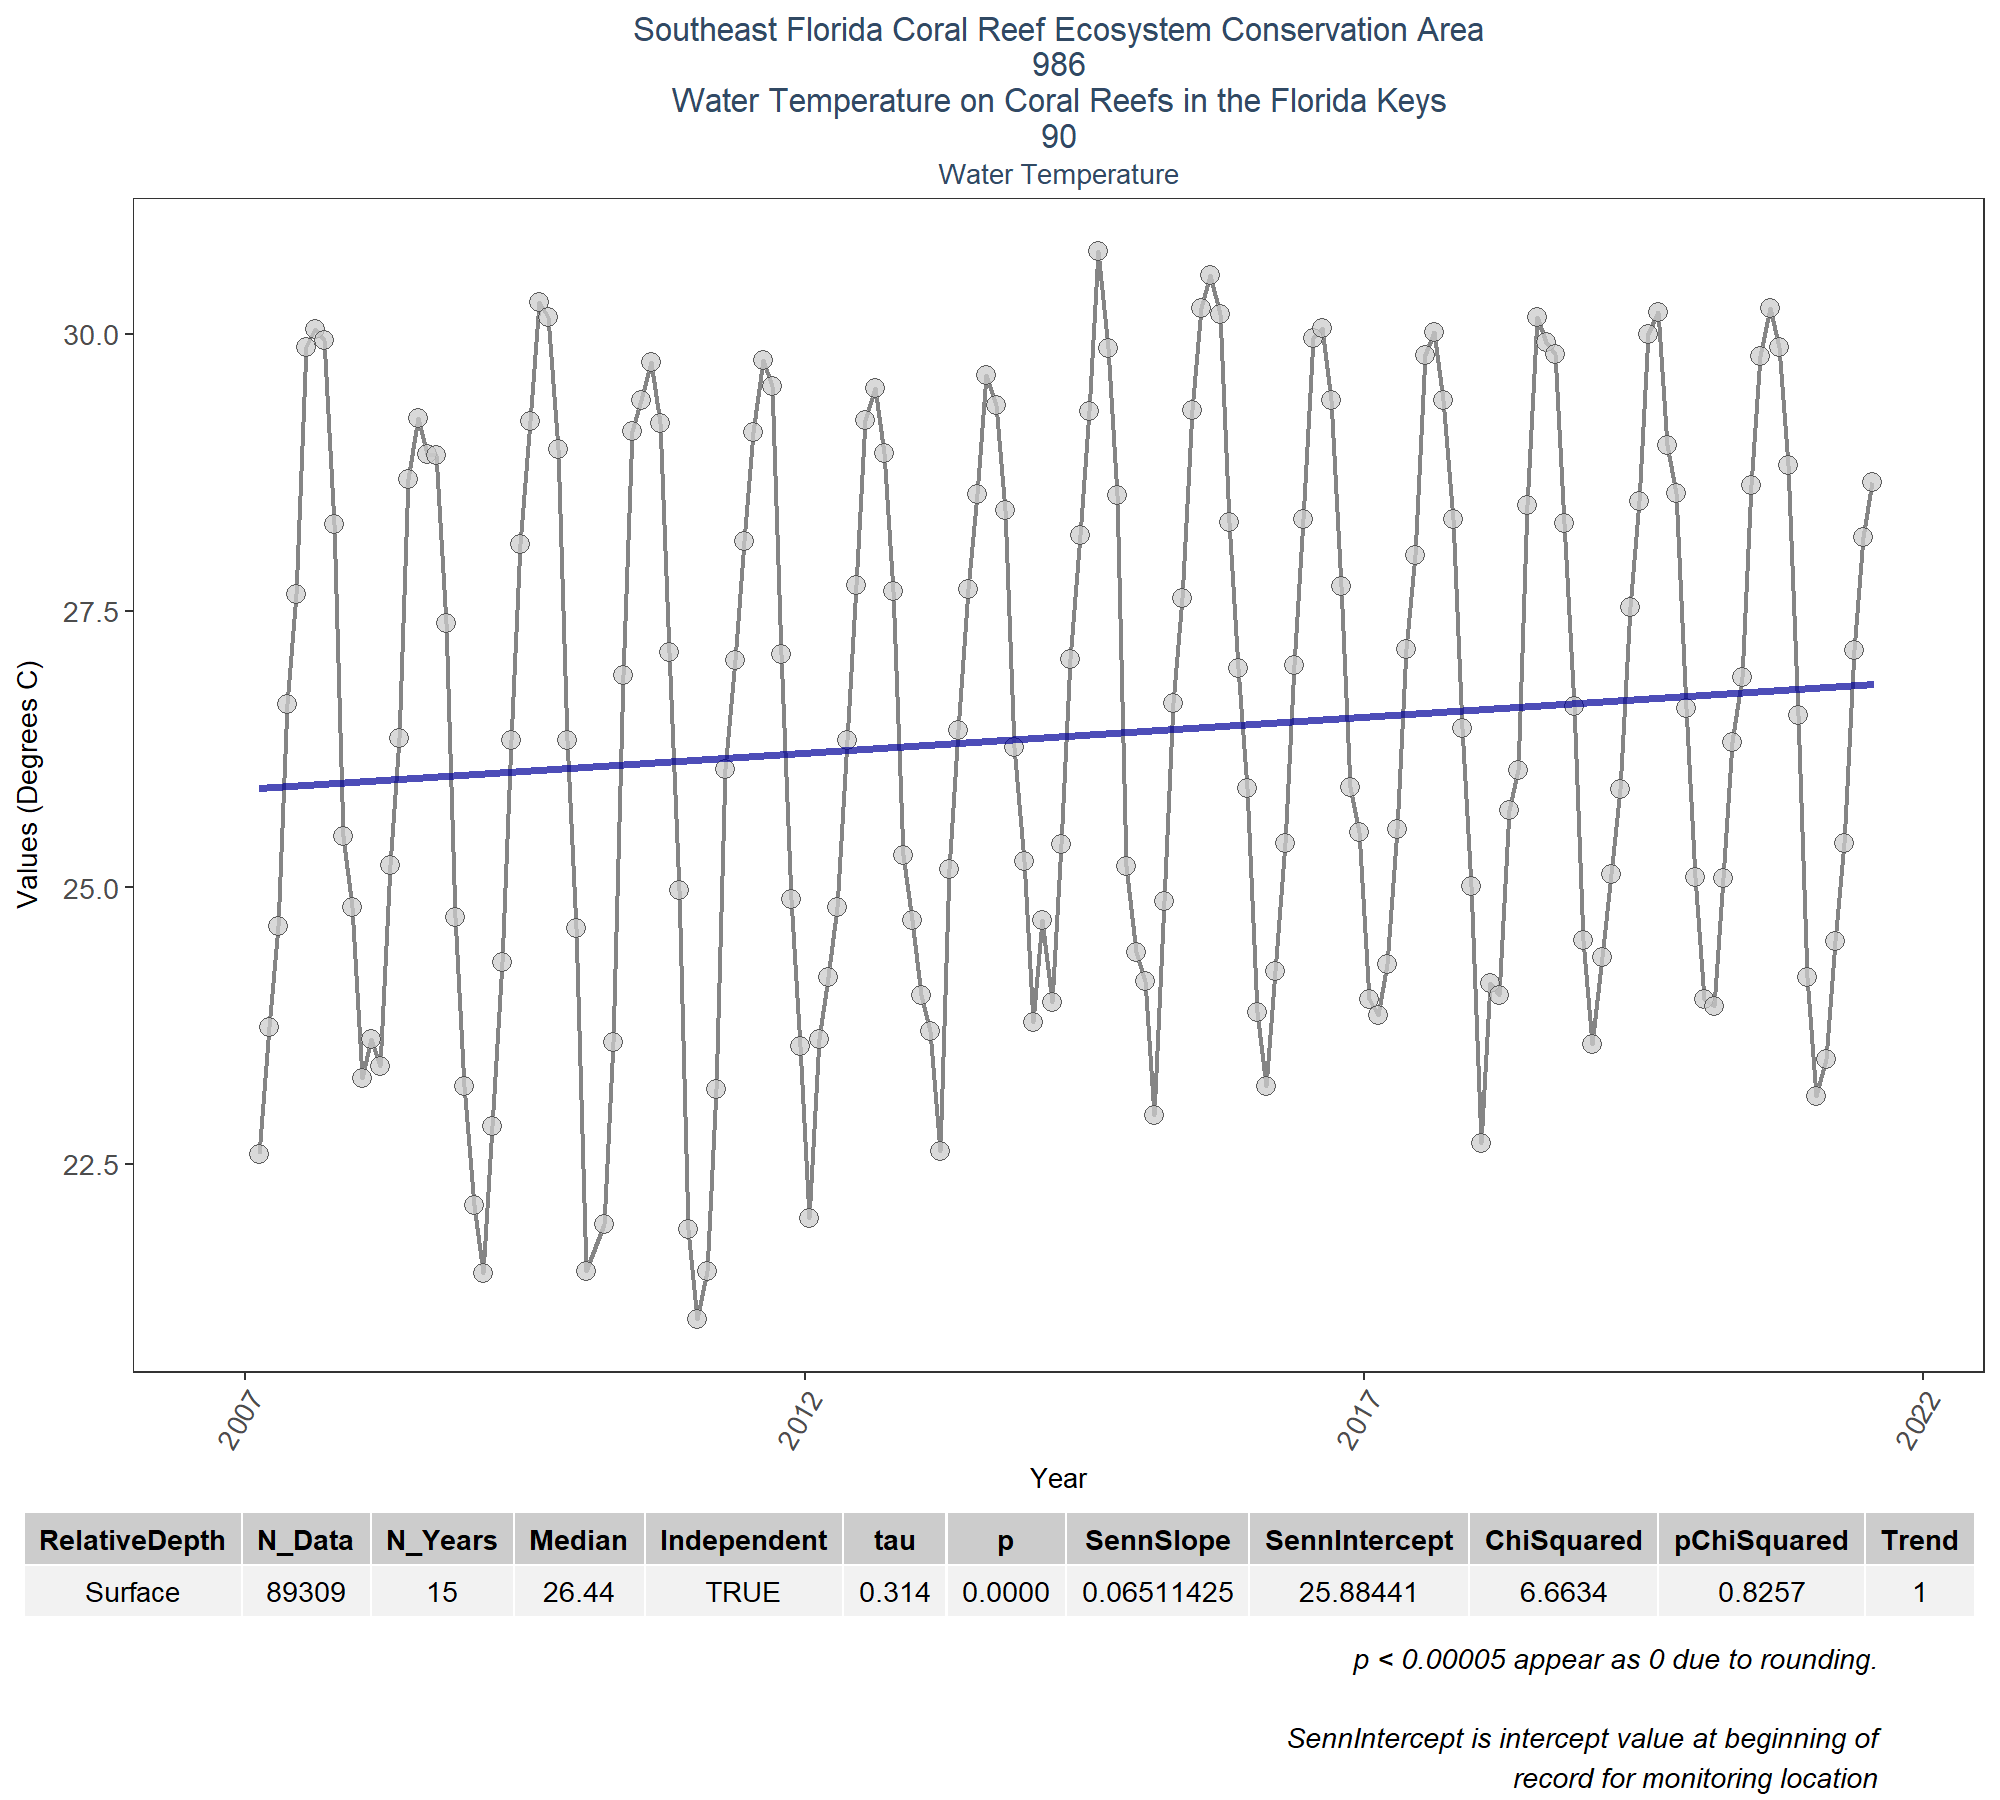 Southeast Florida Coral Reef Ecosystem Conservation Area
986
Water Temperature on Coral Reefs in the Florida Keys
90
Water Temperature
Values (Degrees C)
30.0
27.5
25.0
22.5
2007
2012
2017
2022
Year
RelativeDepth N_Data N_Years Median Independent tau p SennSlope SennIntercept ChiSquared pChiSquared Trend
Surface 89309 15 26.44 TRUE 0.314 0.0000 0.06511425 25.88441 6.6634 0.8257 1
p < 0.00005 appear as 0 due to rounding.
SennIntercept is intercept value at beginning of
record for monitoring location